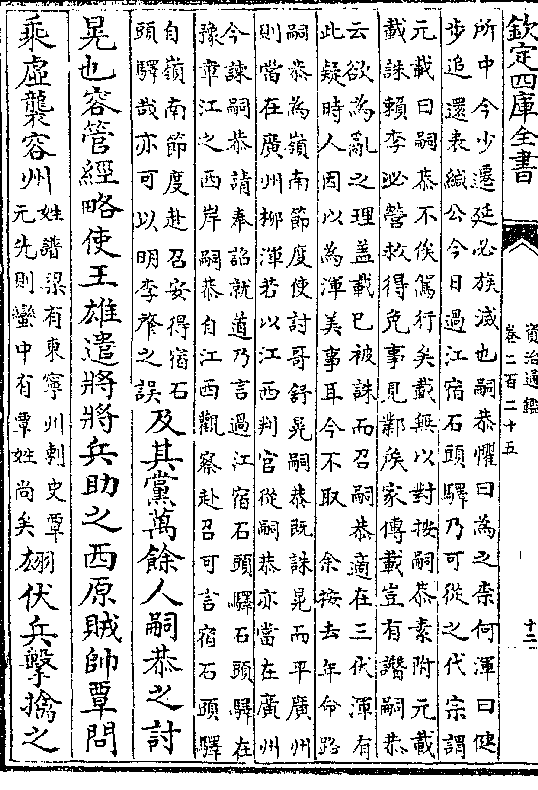 欽定四庫全書
資治通鑑
卷二百二十五
十二
所中今少遷延必族滅也嗣恭懼曰為之柰何渾曰健
步追還表緘公今日過江宿石頭驛乃可從之代宗謂
元載曰嗣恭不俟駕行矣載無以對按嗣恭素附元載
載誅賴李泌營救得免事見鄴侯家傳載豈有譖嗣恭
云欲為亂之理蓋載已被誅而召嗣恭適在三伏渾有
此疑時人因以為渾美事耳今不取 余按去年命路
嗣恭為嶺南節度使討哥舒晃嗣恭既誅晃而平廣州
則當在廣州柳渾若以江西判官從嗣恭亦當在廣州
今諫嗣恭請奉詔就道乃言過江宿石頭驛石頭驛在
豫章江之西岸嗣恭自江西觀察赴召可言宿石頭驛
自嶺南節度赴召安得宿石
頭驛哉亦可以明李肇之誤
及其黨萬餘人嗣恭之討
晃也容管經略使王雄遣將將兵助之西原賊帥覃問
乘虛襲容州
姓譜梁有東寧州刺史覃
元先則蠻中有覃姓尚矣
翃伏兵擊擒之